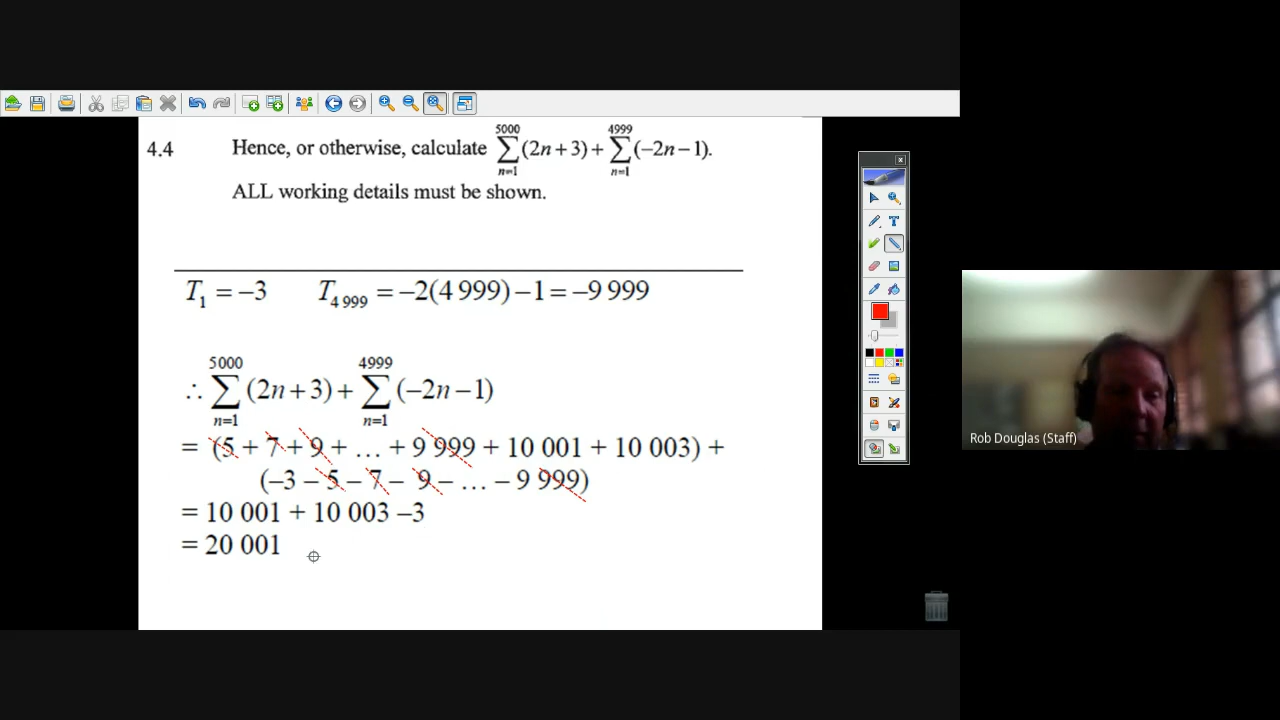 4.4 Hence, or otherwise, calculate \sum_{n=1}^{5000}(2n+3)+\sum_{n=1}^{4999}(-2n-1).
ALL working details must be shown.
T_1 = −3 T_{4 999} = −2(4 999) − 1 = −9 999
∴ \sum_{n=1}^{5000}(2n+3)+\sum_{n=1}^{4999}(-2n-1)
= (5 + 7 + 9 + … + 9 999 + 10 001 + 10 003) +
(−3 − 5 − 7 − 9 − … − 9 999)
= 10 001 + 10 003 −3
= 20 001
Rob Douglas (Staff)